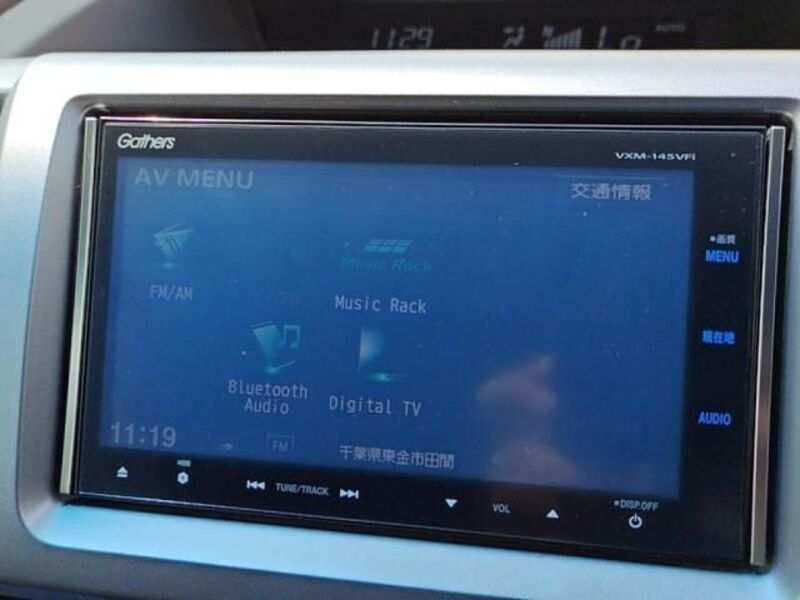 11:29
AUTO
Gathers
VXM-145VFi
AV MENU
交通情報
画質
MENU
FM/AM
Music Rack
Music Rack
現在地
Bluetooth
Audio
Digital TV
AUDIO
11:19
FM
千葉県東金市田間
TUNE/TRACK
VOL
DISP.OFF